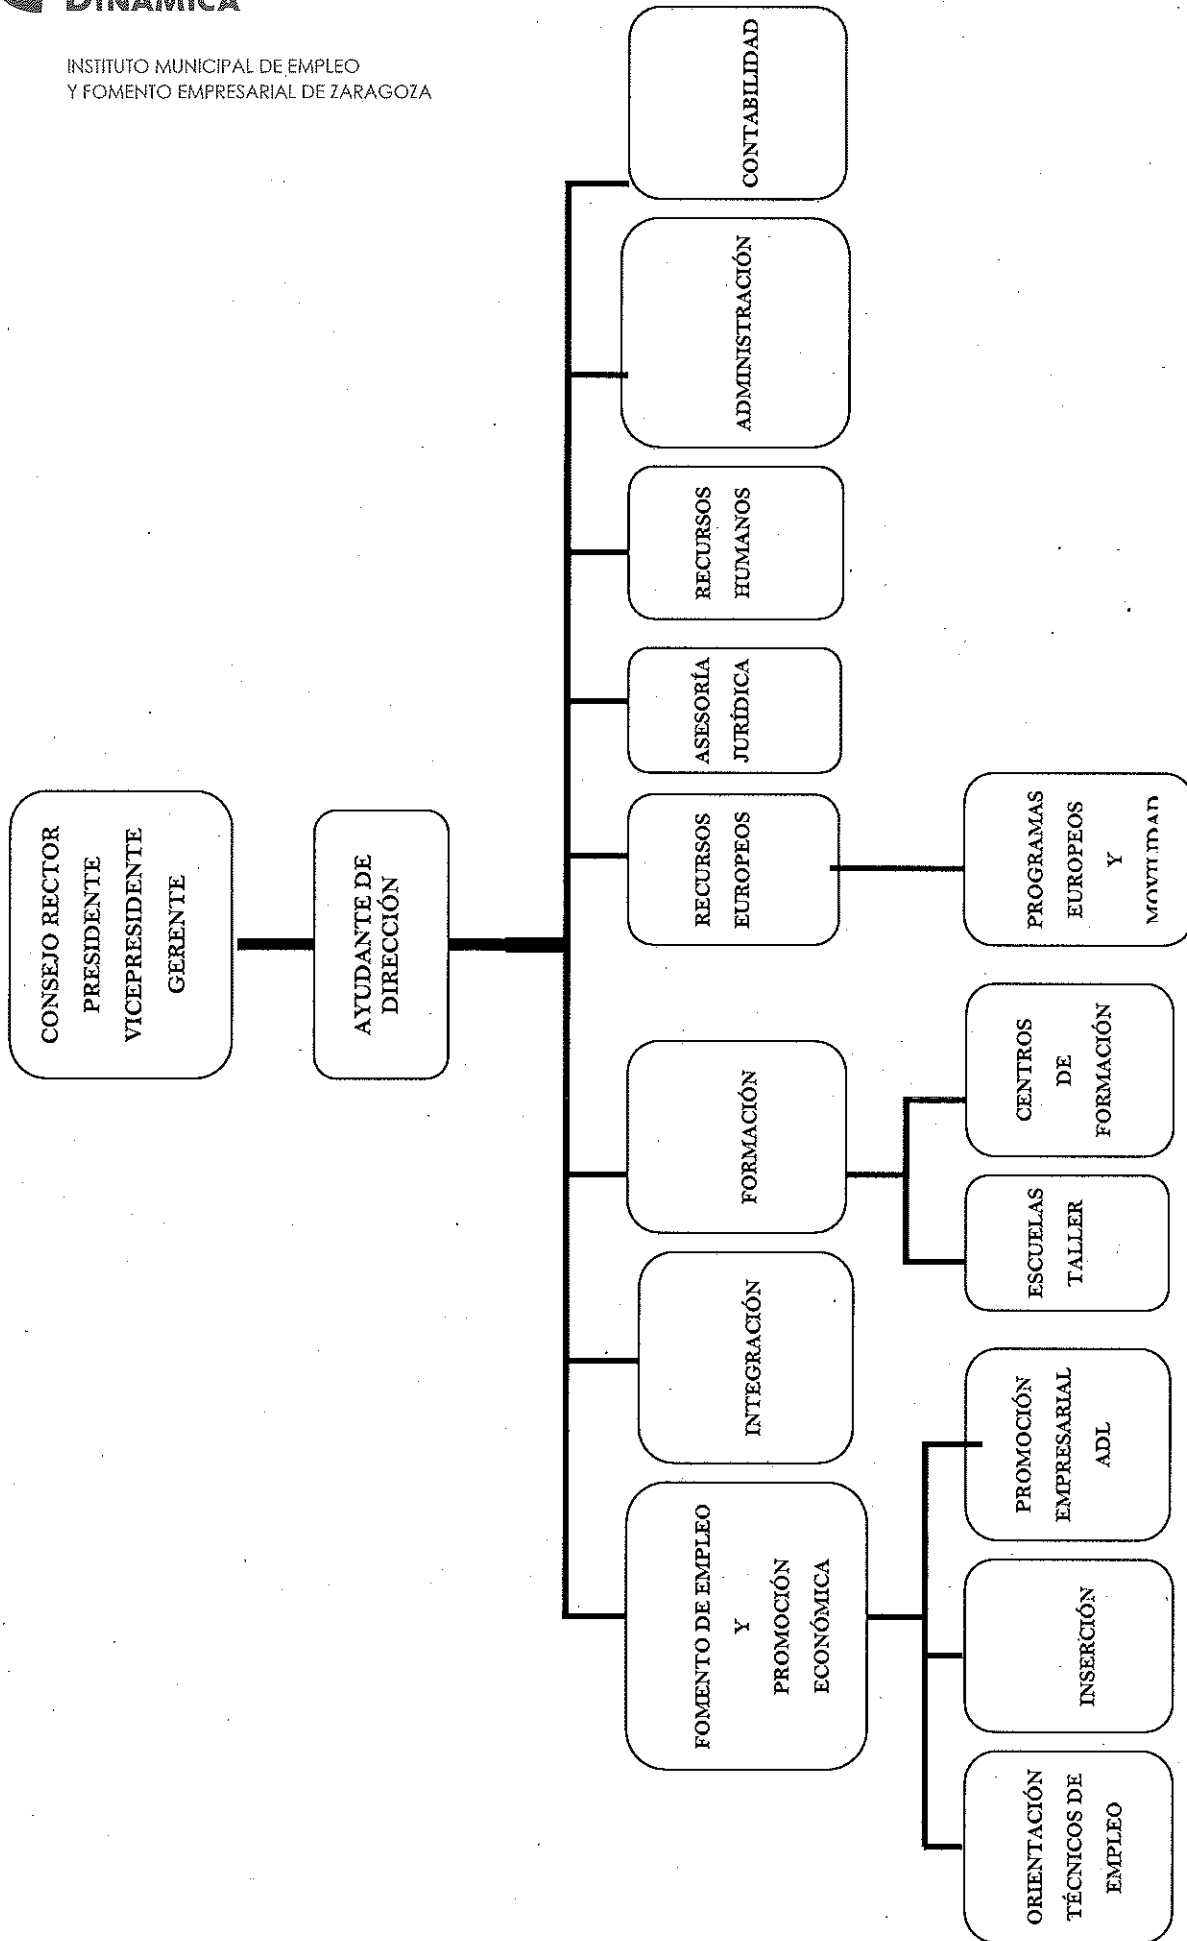 DINÁMICA
INSTITUTO MUNICIPAL DE EMPLEO
Y FOMENTO EMPRESARIAL DE ZARAGOZA
CONSEJO RECTOR
PRESIDENTE
VICEPRESIDENTE
GERENTE
AYUDANTE DE
DIRECCIÓN
FOMENTO DE EMPLEO
Y
PROMOCIÓN
ECONÓMICA
INTEGRACIÓN
FORMACIÓN
RECURSOS
EUROPEOS
ASESORÍA
JURÍDICA
RECURSOS
HUMANOS
ADMINISTRACIÓN
CONTABILIDAD
ORIENTACIÓN
TÉCNICOS DE
EMPLEO
INSERCIÓN
PROMOCIÓN
EMPRESARIAL
ADL
ESCUELAS
TALLER
CENTROS
DE
FORMACIÓN
PROGRAMAS
EUROPEOS
Y
MOVILIDAD